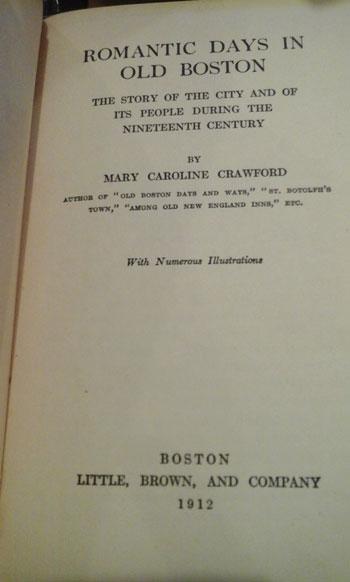 ROMANTIC DAYS IN
OLD BOSTON
THE STORY OF THE CITY AND OF
ITS PEOPLE DURING THE
NINETEENTH CENTURY
BY
MARY CAROLINE CRAWFORD
AUTHOR OF "OLD BOSTON DAYS AND WAYS," "ST. BOTOLPH'S
TOWN," "AMONG OLD NEW ENGLAND INNS," ETC.
With Numerous Illustrations
BOSTON
LITTLE, BROWN, AND COMPANY
1912